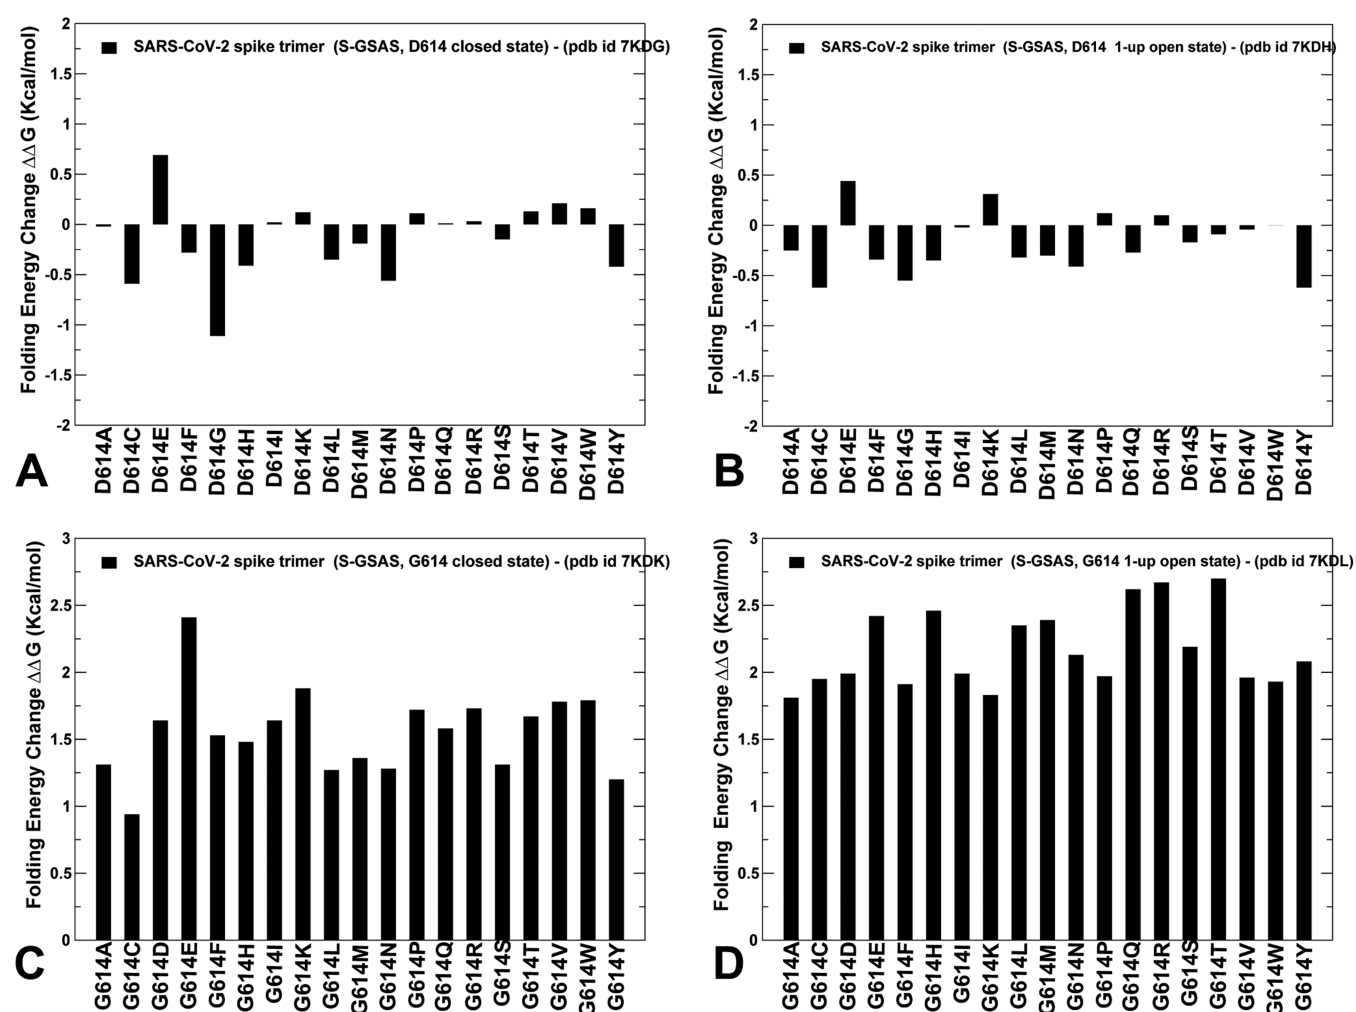 SARS-CoV-2 spike trimer (S-GSAS, D614 closed state) - (pdb id 7KDG)
Folding Energy Change ΔΔG (Kcal/mol)
2
1.5
1
0.5
0
-0.5
-1
-1.5
-2
D614A D614C D614E D614F D614G D614H D614I D614K D614L D614M D614N D614P D614Q D614R D614S D614T D614V D614W D614Y
A
SARS-CoV-2 spike trimer (S-GSAS, D614 1-up open state) - (pdb id 7KDH)
Folding Energy Change ΔΔG (Kcal/mol)
2
1.5
1
0.5
0
-0.5
-1
-1.5
-2
D614A D614C D614E D614F D614G D614H D614I D614K D614L D614M D614N D614P D614Q D614R D614S D614T D614V D614W D614Y
B
SARS-CoV-2 spike trimer (S-GSAS, G614 closed state) - (pdb id 7KDK)
Folding Energy Change ΔΔG (Kcal/mol)
3
2.5
2
1.5
1
0.5
0
G614A G614C G614D G614E G614F G614H G614I G614K G614L G614M G614N G614P G614Q G614R G614S G614T G614V G614W G614Y
C
SARS-CoV-2 spike trimer (S-GSAS, G614 1-up open state) - (pdb id 7KDL)
Folding Energy Change ΔΔG (Kcal/mol)
3
2.5
2
1.5
1
0.5
0
G614A G614C G614D G614E G614F G614H G614I G614K G614L G614M G614N G614P G614Q G614R G614S G614T G614V G614W G614Y
D